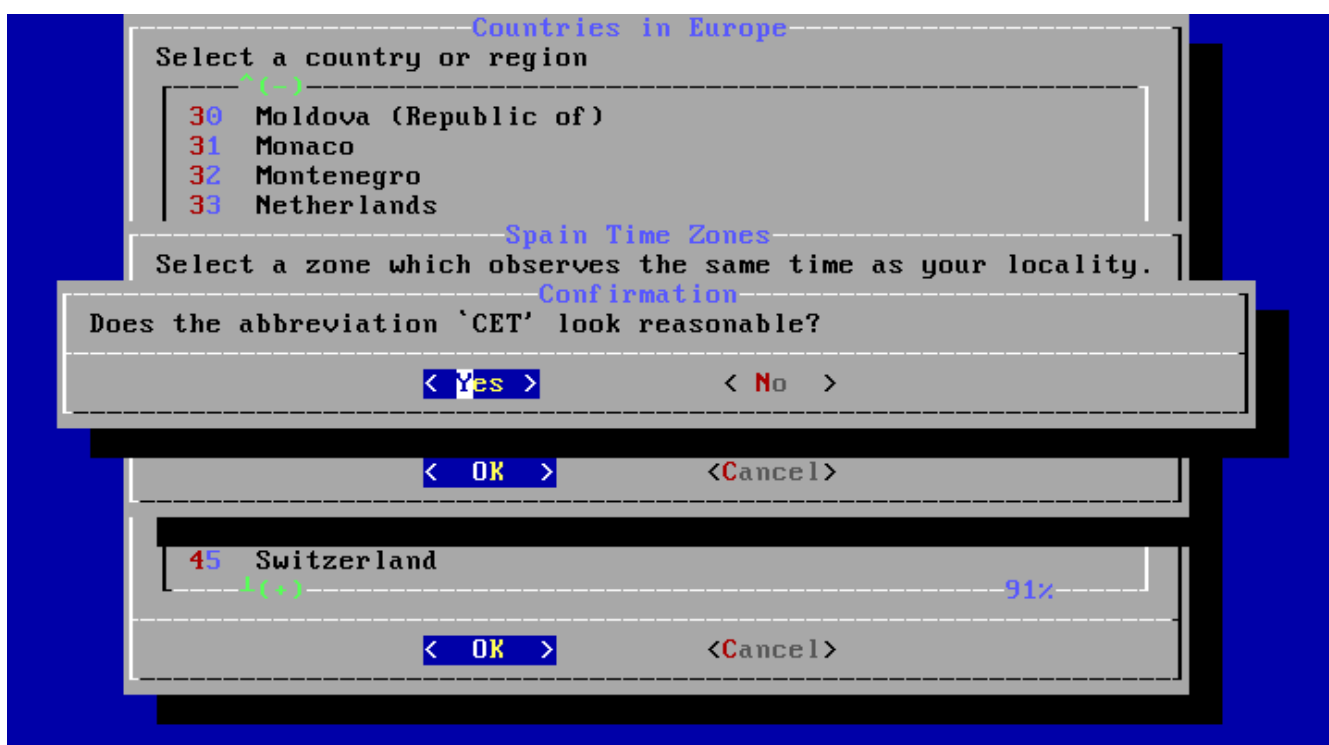 Countries in Europe
Select a country or region
^(-)
30 Moldova (Republic of)
31 Monaco
32 Montenegro
33 Netherlands
Spain Time Zones
Select a zone which observes the same time as your locality.
Confirmation
Does the abbreviation `CET' look reasonable?
< Yes > < No >
< OK > <Cancel>
45 Switzerland
┴(+) 91%
< OK > <Cancel>